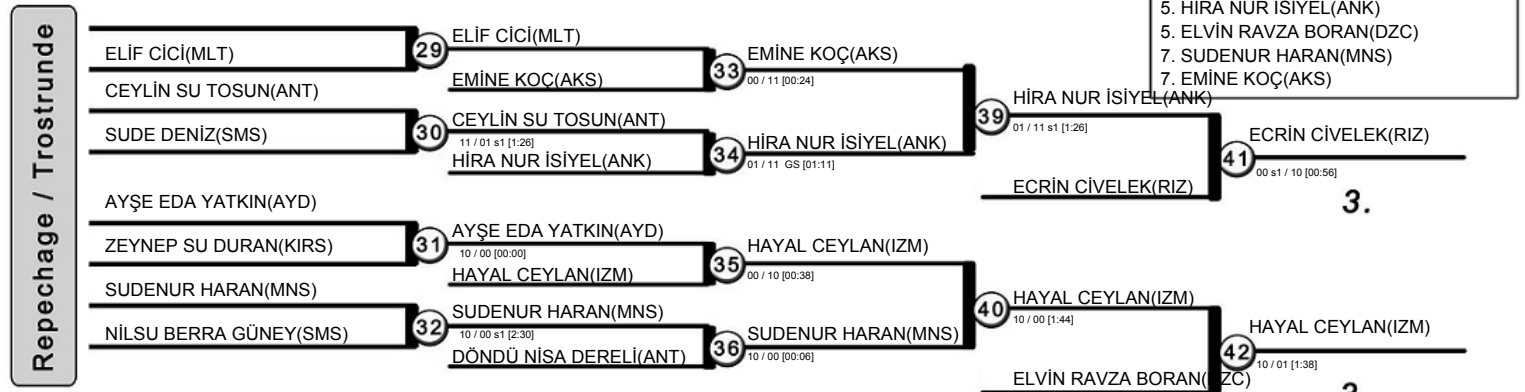 Repechage / Trostrunde
ELİF CİCİ(MLT)
CEYLİN SU TOSUN(ANT)
SUDE DENİZ(SMS)
AYŞE EDA YATKIN(AYD)
ZEYNEP SU DURAN(KIRS)
SUDENUR HARAN(MNS)
NİLSU BERRA GÜNEY(SMS)
29
30
31
32
ELİF CİCİ(MLT)
EMİNE KOÇ(AKS)
CEYLİN SU TOSUN(ANT)
11 / 01 s1 [1:26]
HİRA NUR İSİYEL(ANK)
AYŞE EDA YATKIN(AYD)
10 / 00 [00:00]
HAYAL CEYLAN(IZM)
SUDENUR HARAN(MNS)
10 / 00 s1 [2:30]
DÖNDÜ NİSA DERELİ(ANT)
33
34
35
36
EMİNE KOÇ(AKS)
00 / 11 [00:24]
HİRA NUR İSİYEL(ANK)
01 / 11 GS [01:11]
HAYAL CEYLAN(IZM)
00 / 10 [00:38]
SUDENUR HARAN(MNS)
10 / 00 [00:06]
39
40
HİRA NUR İSİYEL(ANK)
01 / 11 s1 [1:26]
ECRİN CİVELEK(RIZ)
HAYAL CEYLAN(IZM)
10 / 00 [1:44]
ELVİN RAVZA BORAN(DZC)
41
42
ECRİN CİVELEK(RIZ)
00 s1 / 10 [00:56]
3.
HAYAL CEYLAN(IZM)
10 / 01 [1:38]
5. HİRA NUR İSİYEL(ANK)
5. ELVİN RAVZA BORAN(DZC)
7. SUDENUR HARAN(MNS)
7. EMİNE KOÇ(AKS)